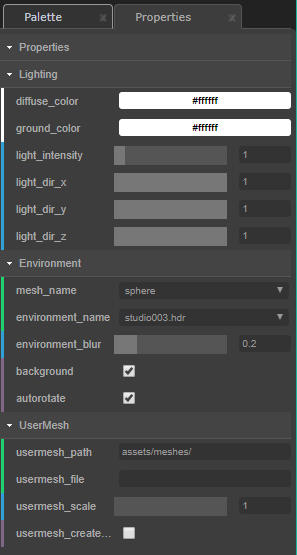 Palette x Properties x
Properties
Lighting
diffuse_color #ffffff
ground_color #ffffff
light_intensity 1
light_dir_x 1
light_dir_y 1
light_dir_z 1
Environment
mesh_name sphere
environment_name studio003.hdr
environment_blur 0.2
background
autorotate
UserMesh
usermesh_path assets/meshes/
usermesh_file
usermesh_scale 1
usermesh_create...